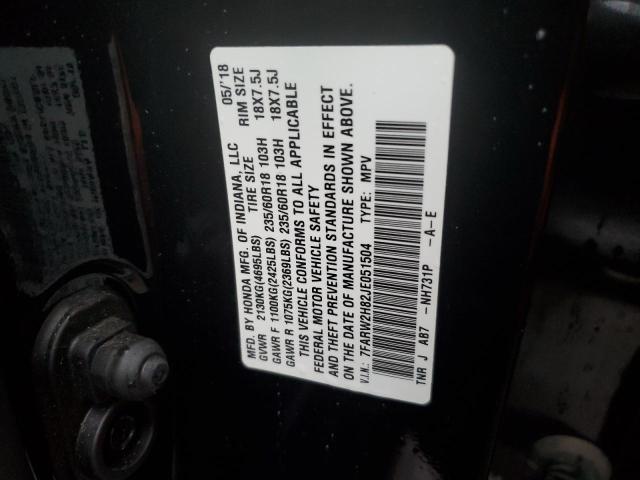 MFD. BY HONDA MFG. OF INDIANA, LLC 05/'18
GVWR 2130KG(4695LBS) TIRE SIZE RIM SIZE
GAWR F 1100KG(2425LBS) 235/60R18 103H 18X7.5J
GAWR R 1075KG(2369LBS) 235/60R18 103H 18X7.5J
THIS VEHICLE CONFORMS TO ALL APPLICABLE
FEDERAL MOTOR VEHICLE SAFETY
AND THEFT PREVENTION STANDARDS IN EFFECT
ON THE DATE OF MANUFACTURE SHOWN ABOVE.
V.I.N.: 7FARW2H82JE051504 TYPE: MPV
TNR J AB7 -NH731P -A-E